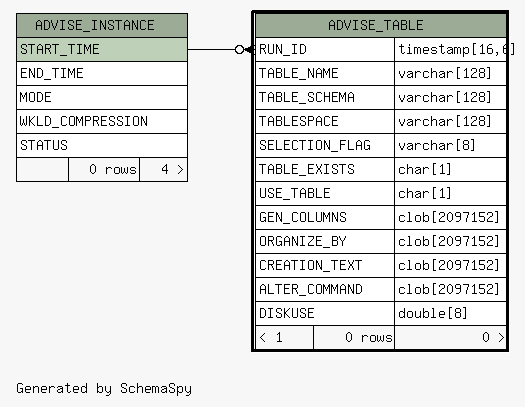 ADVISE_INSTANCE
START_TIME
END_TIME
MODE
WKLD_COMPRESSION
STATUS
0 rows 4 >
ADVISE_TABLE
RUN_ID timestamp[16,6]
TABLE_NAME varchar[128]
TABLE_SCHEMA varchar[128]
TABLESPACE varchar[128]
SELECTION_FLAG varchar[8]
TABLE_EXISTS char[1]
USE_TABLE char[1]
GEN_COLUMNS clob[2097152]
ORGANIZE_BY clob[2097152]
CREATION_TEXT clob[2097152]
ALTER_COMMAND clob[2097152]
DISKUSE double[8]
< 1 0 rows 0 >
Generated by SchemaSpy